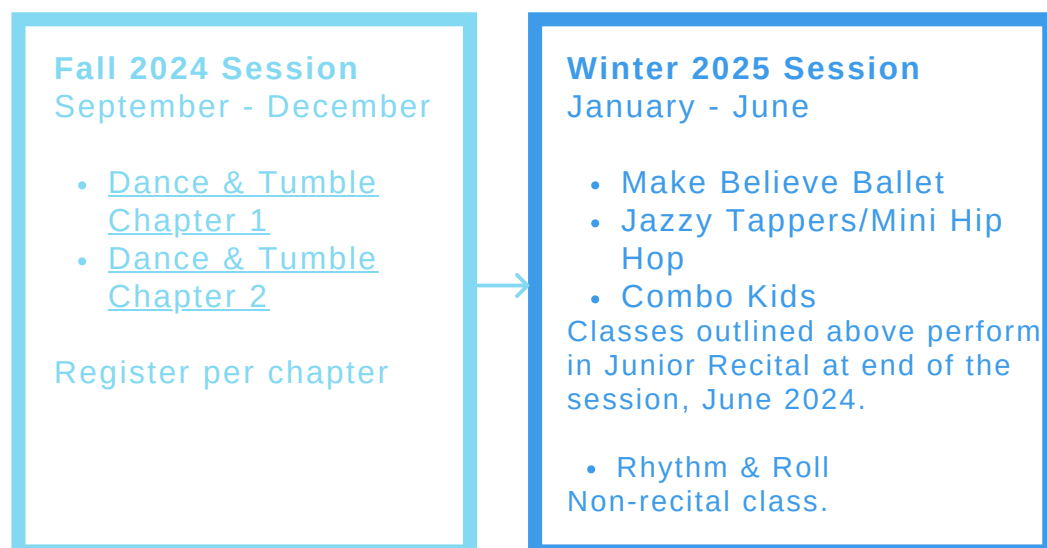 Fall 2024 Session
September - December
• Dance & Tumble
Chapter 1
• Dance & Tumble
Chapter 2
Register per chapter
Winter 2025 Session
January - June
• Make Believe Ballet
• Jazzy Tappers/Mini Hip
Hop
• Combo Kids
Classes outlined above perform
in Junior Recital at end of the
session, June 2024.
• Rhythm & Roll
Non-recital class.